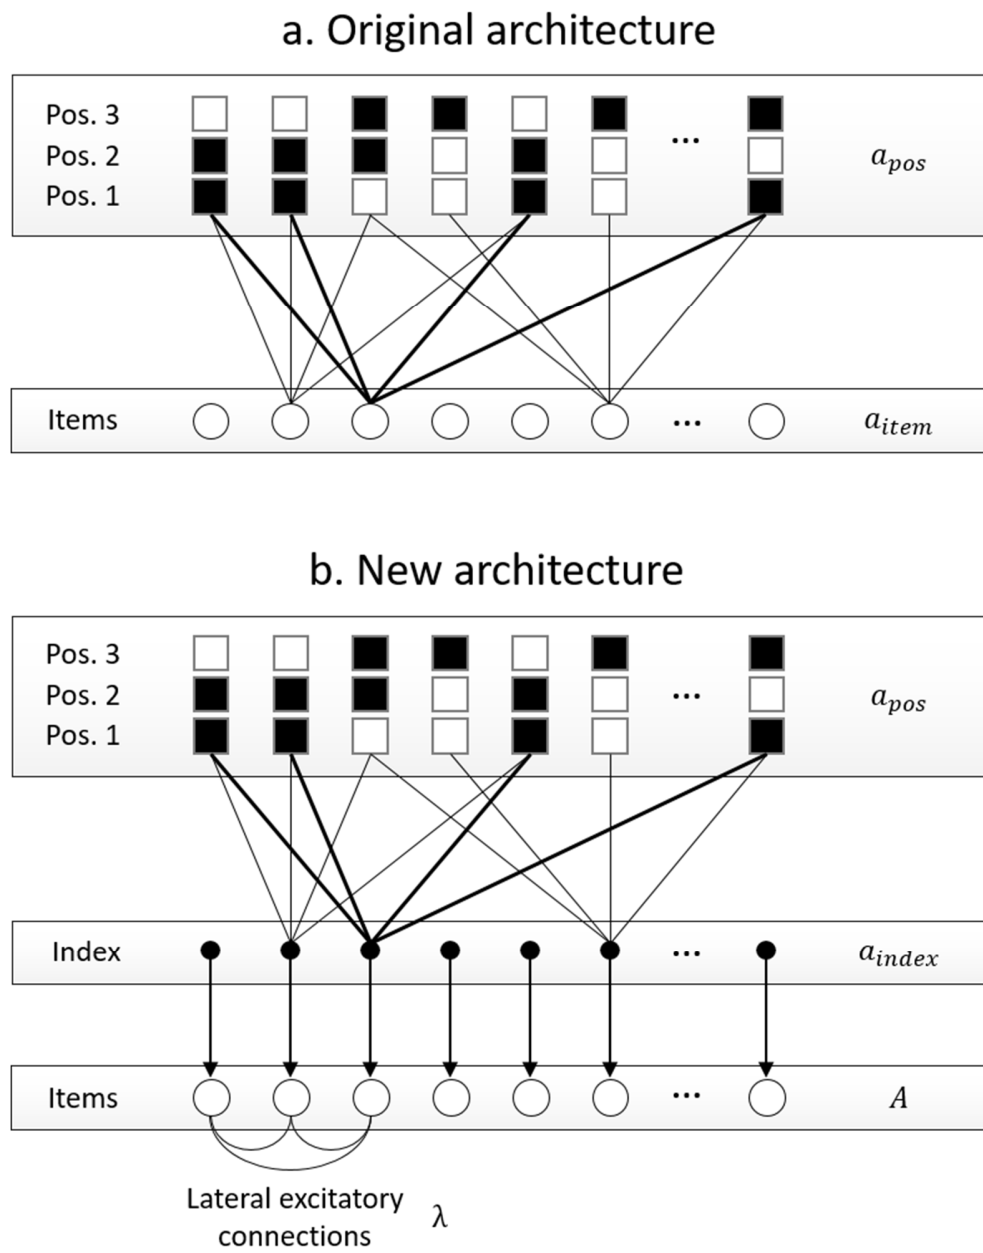 a. Original architecture
Pos. 3
Pos. 2
Pos. 1
... a_pos
Items ... a_item
b. New architecture
Pos. 3
Pos. 2
Pos. 1
... a_pos
Index ... a_index
Items ... A
Lateral excitatory
connections λ